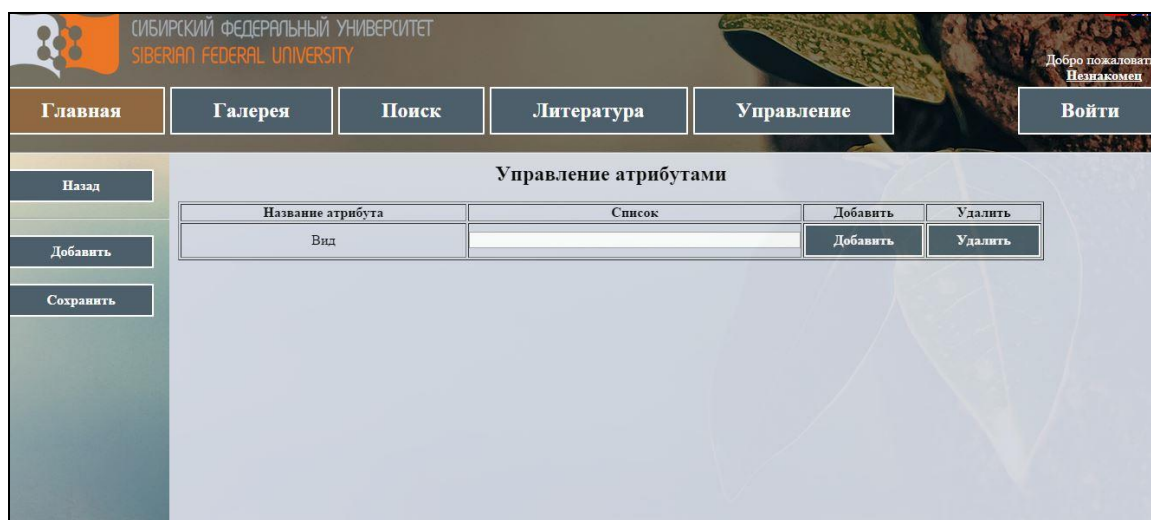 СИБИРСКИЙ ФЕДЕРАЛЬНЫЙ УНИВЕРСИТЕТ
SIBERIAN FEDERAL UNIVERSITY
Добро пожаловать
Незнакомец
Главная Галерея Поиск Литература Управление Войти
Назад
Добавить
Сохранить
Управление атрибутами
Название атрибута Список Добавить Удалить
Вид Добавить Удалить